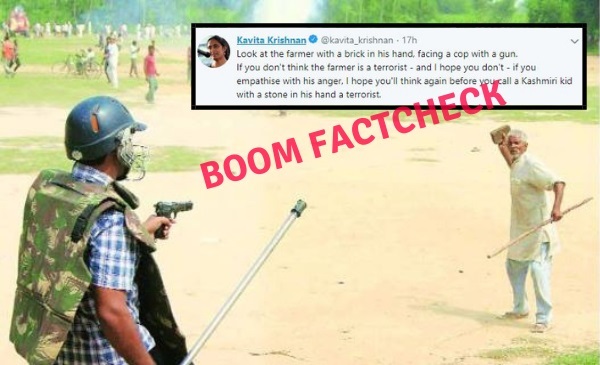 Kavita Krishnan @kavita_krishnan · 17h
Look at the farmer with a brick in his hand, facing a cop with a gun.
If you don't think the farmer is a terrorist - and I hope you don't - if you
empathise with his anger, I hope you'll think again before you call a Kashmiri kid
with a stone in his hand a terrorist.
BOOM FACTCHECK